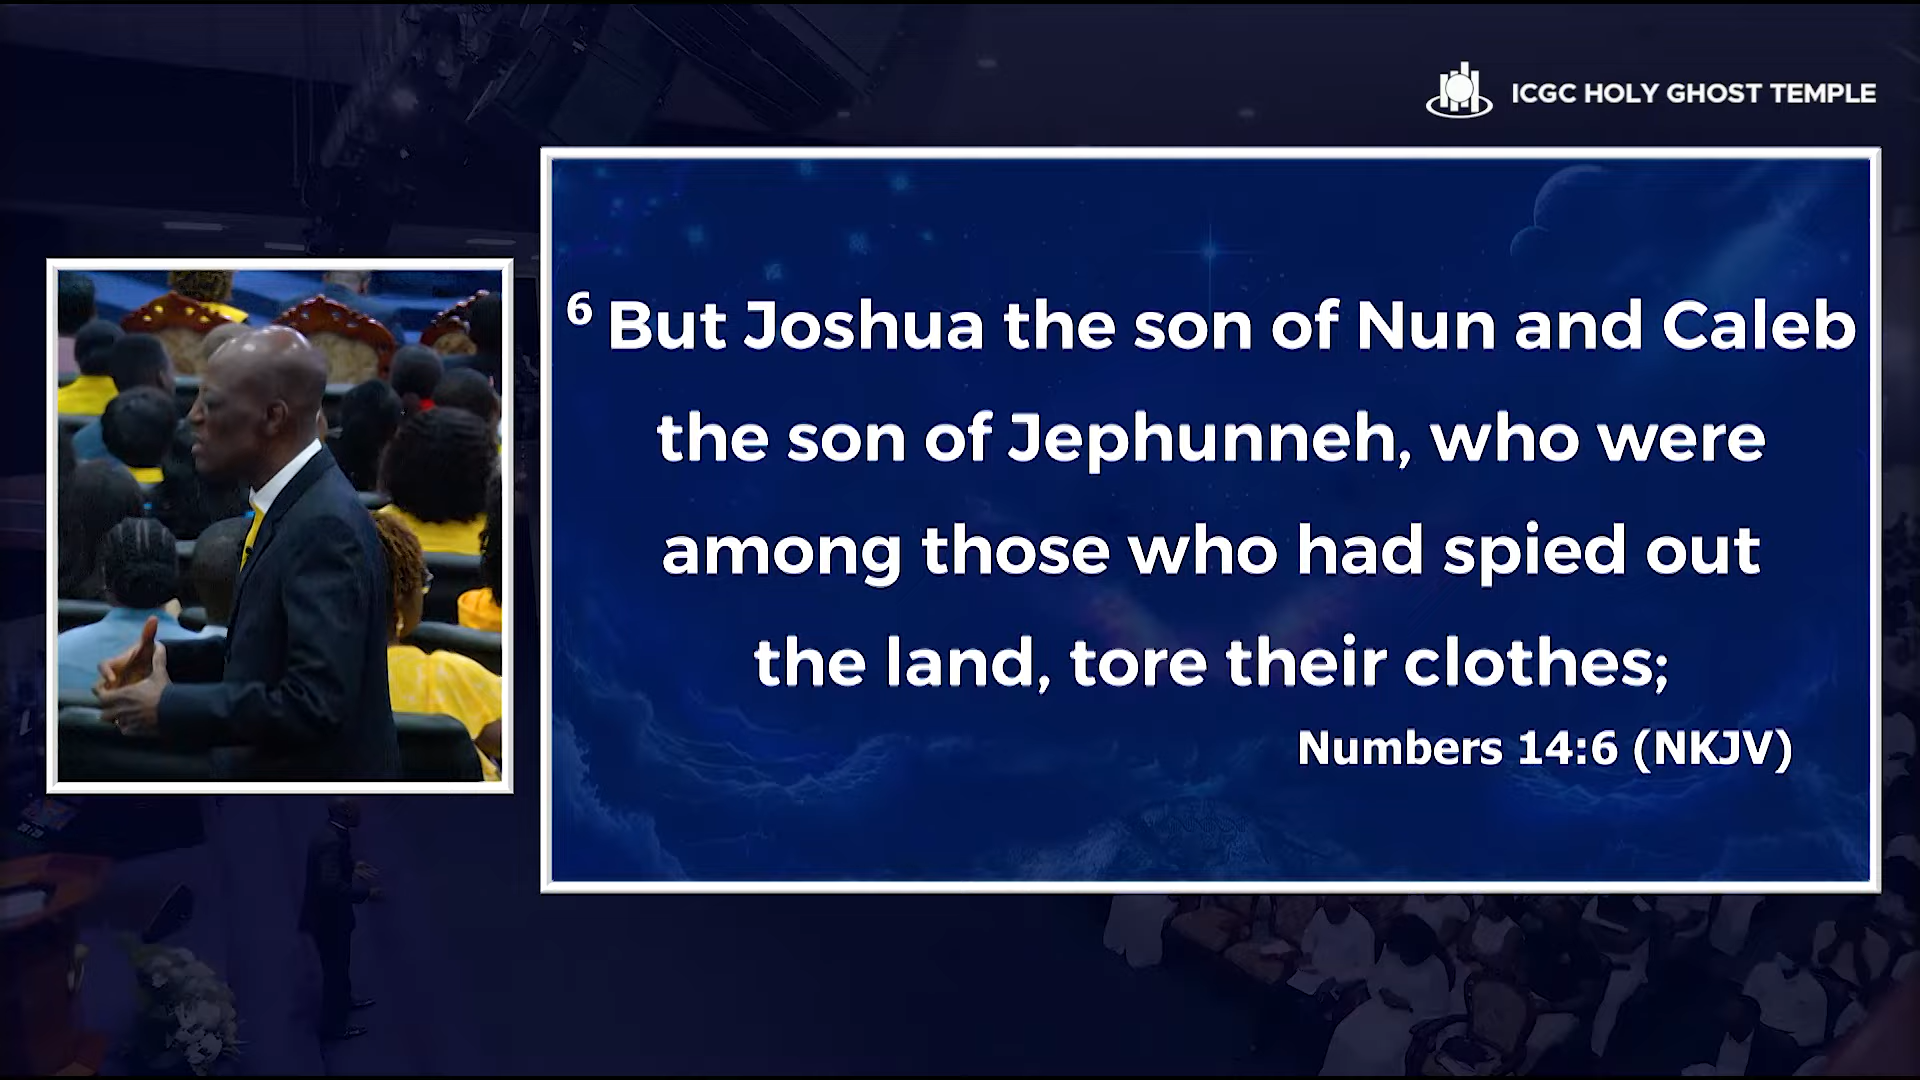 ICGC HOLY GHOST TEMPLE
6 But Joshua the son of Nun and Caleb
the son of Jephunneh, who were
among those who had spied out
the land, tore their clothes;
Numbers 14:6 (NKJV)